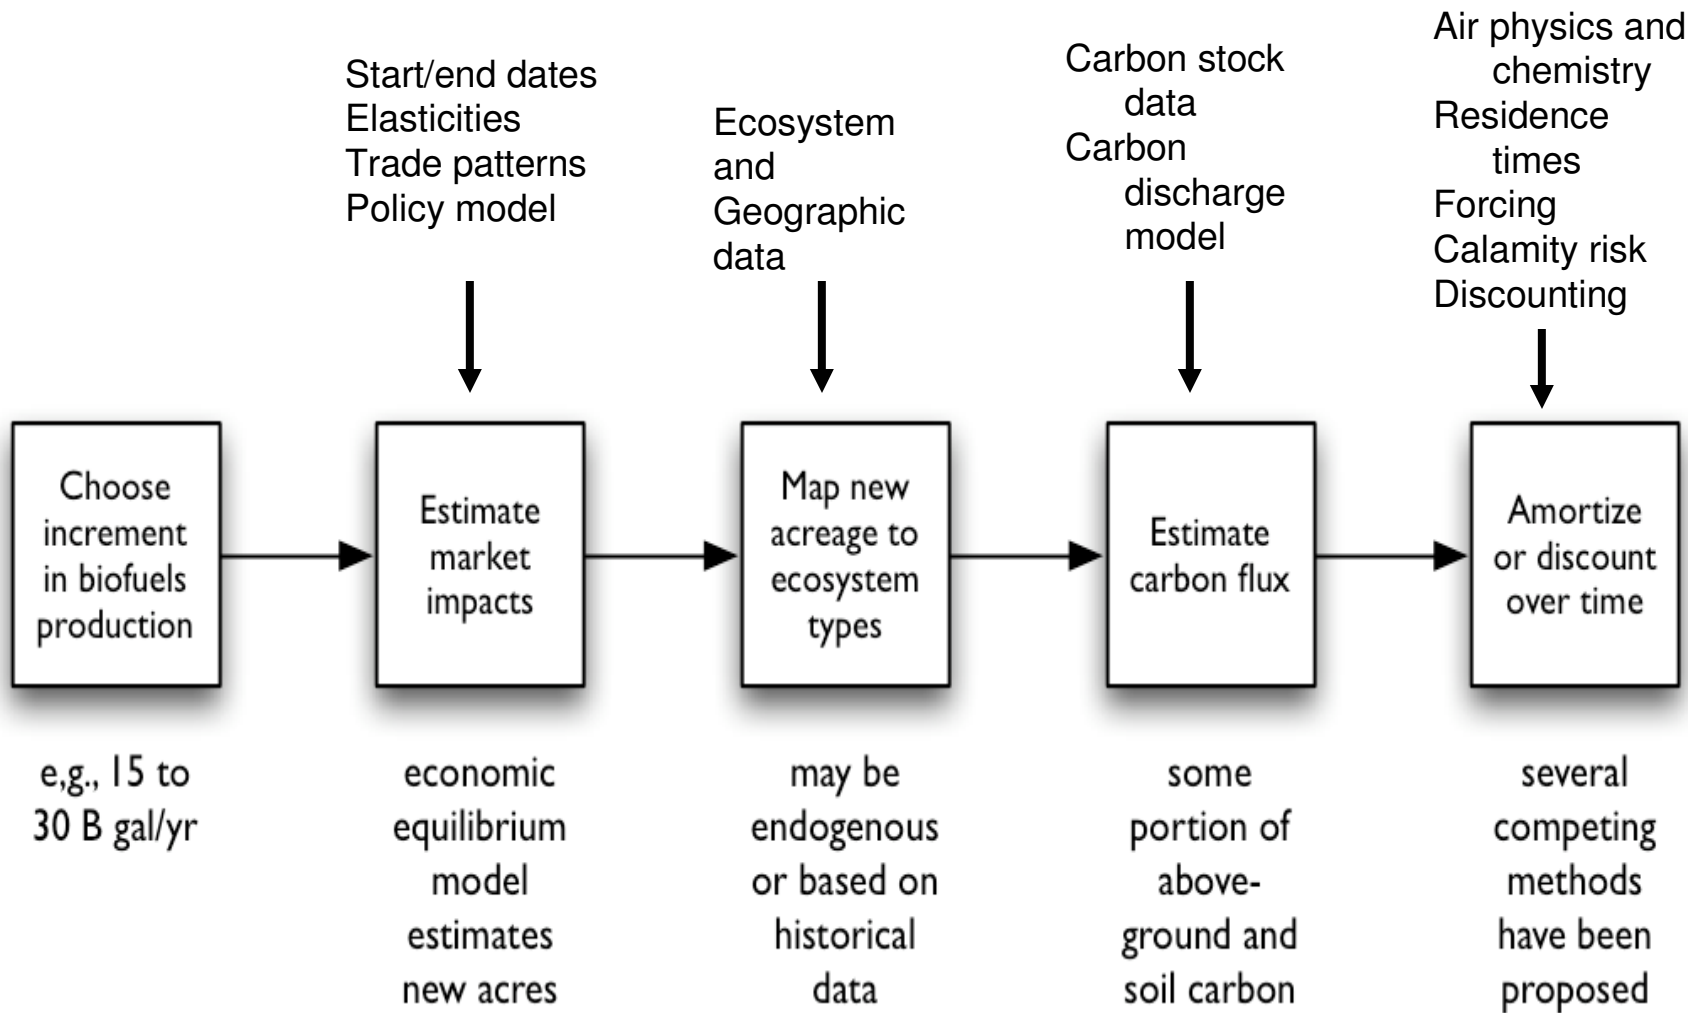 Start/end dates
Elasticities
Trade patterns
Policy model
Ecosystem
and
Geographic
data
Carbon stock
data
Carbon
discharge
model
Air physics and
chemistry
Residence
times
Forcing
Calamity risk
Discounting
Choose
increment
in biofuels
production
Estimate
market
impacts
Map new
acreage to
ecosystem
types
Estimate
carbon flux
Amortize
or discount
over time
e,g., 15 to
30 B gal/yr
economic
equilibrium
model
estimates
new acres
may be
endogenous
or based on
historical
data
some
portion of
above-
ground and
soil carbon
several
competing
methods
have been
proposed